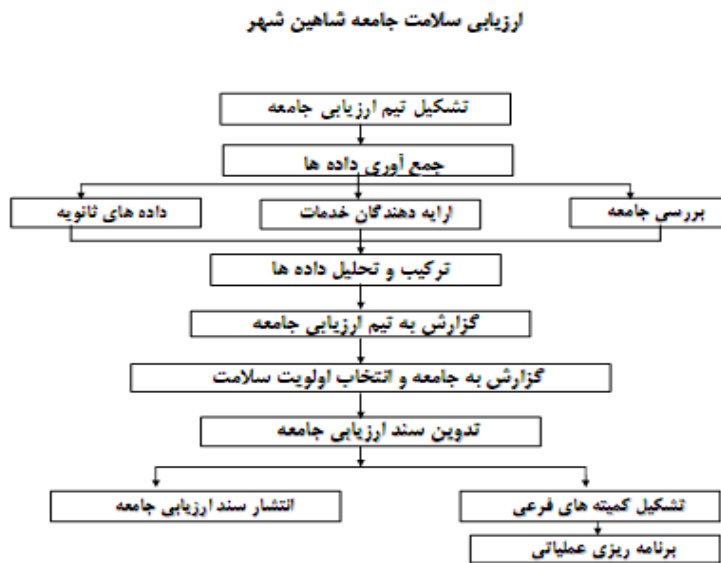 ارزیابی سلامت جامعه شاهین شهر
تشکیل تیم ارزیابی جامعه
جمع آوری داده ها
بررسی جامعه
ارایه دهندگان خدمات
داده های ثانویه
ترکیب و تحلیل داده ها
گزارش به تیم ارزیابی جامعه
گزارش به جامعه و انتخاب اولویت سلامت
تدوین سند ارزیابی جامعه
تشکیل کمیته های فرعی
انتشار سند ارزیابی جامعه
برنامه ریزی عملیاتی